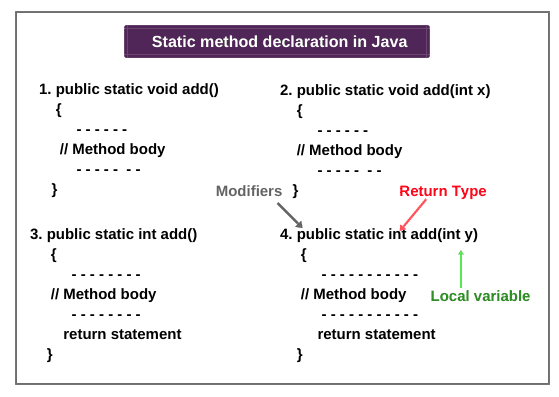 Static method declaration in Java
1. public static void add()
{
- - - - - -
// Method body
- - - - -  - -
}
2. public static void add(int x)
{
- - - - - -
// Method body
- - - - -  - -
}
Modifiers
Return Type
3. public static int add()
{
- - - - - - - -
// Method body
- - - - - - - -
return statement
}
4. public static int add(int y)
{
- - - - - - - - - - -
// Method body
- - - - - - - - - - -
return statement
}
Local variable